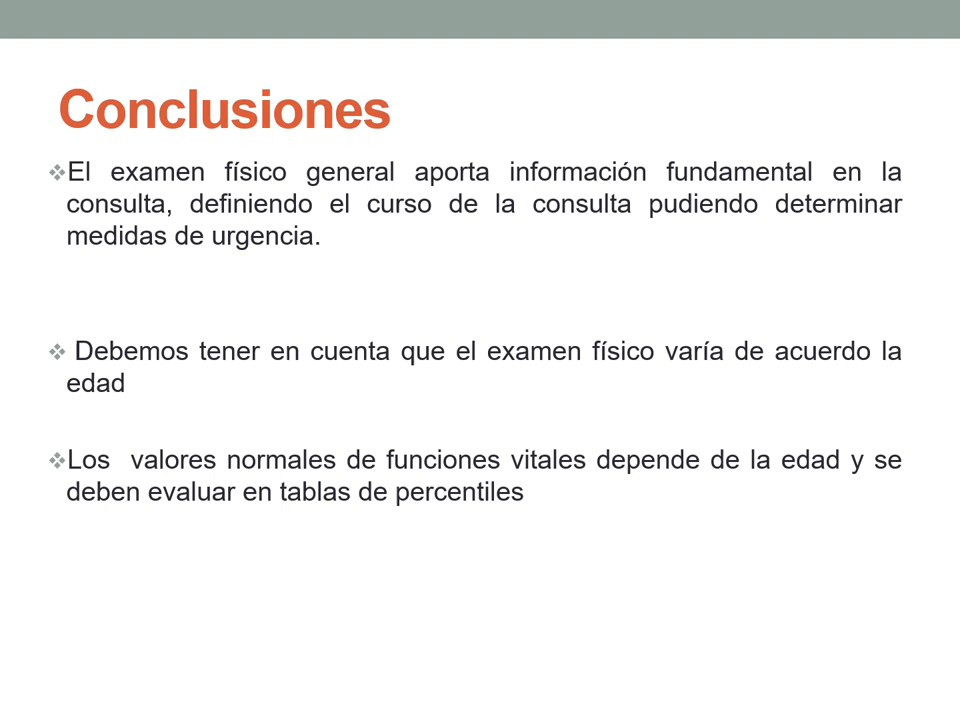 Conclusiones
❖El examen físico general aporta información fundamental en la
consulta, definiendo el curso de la consulta pudiendo determinar
medidas de urgencia.
❖ Debemos tener en cuenta que el examen físico varía de acuerdo la
edad
❖Los valores normales de funciones vitales depende de la edad y se
deben evaluar en tablas de percentiles